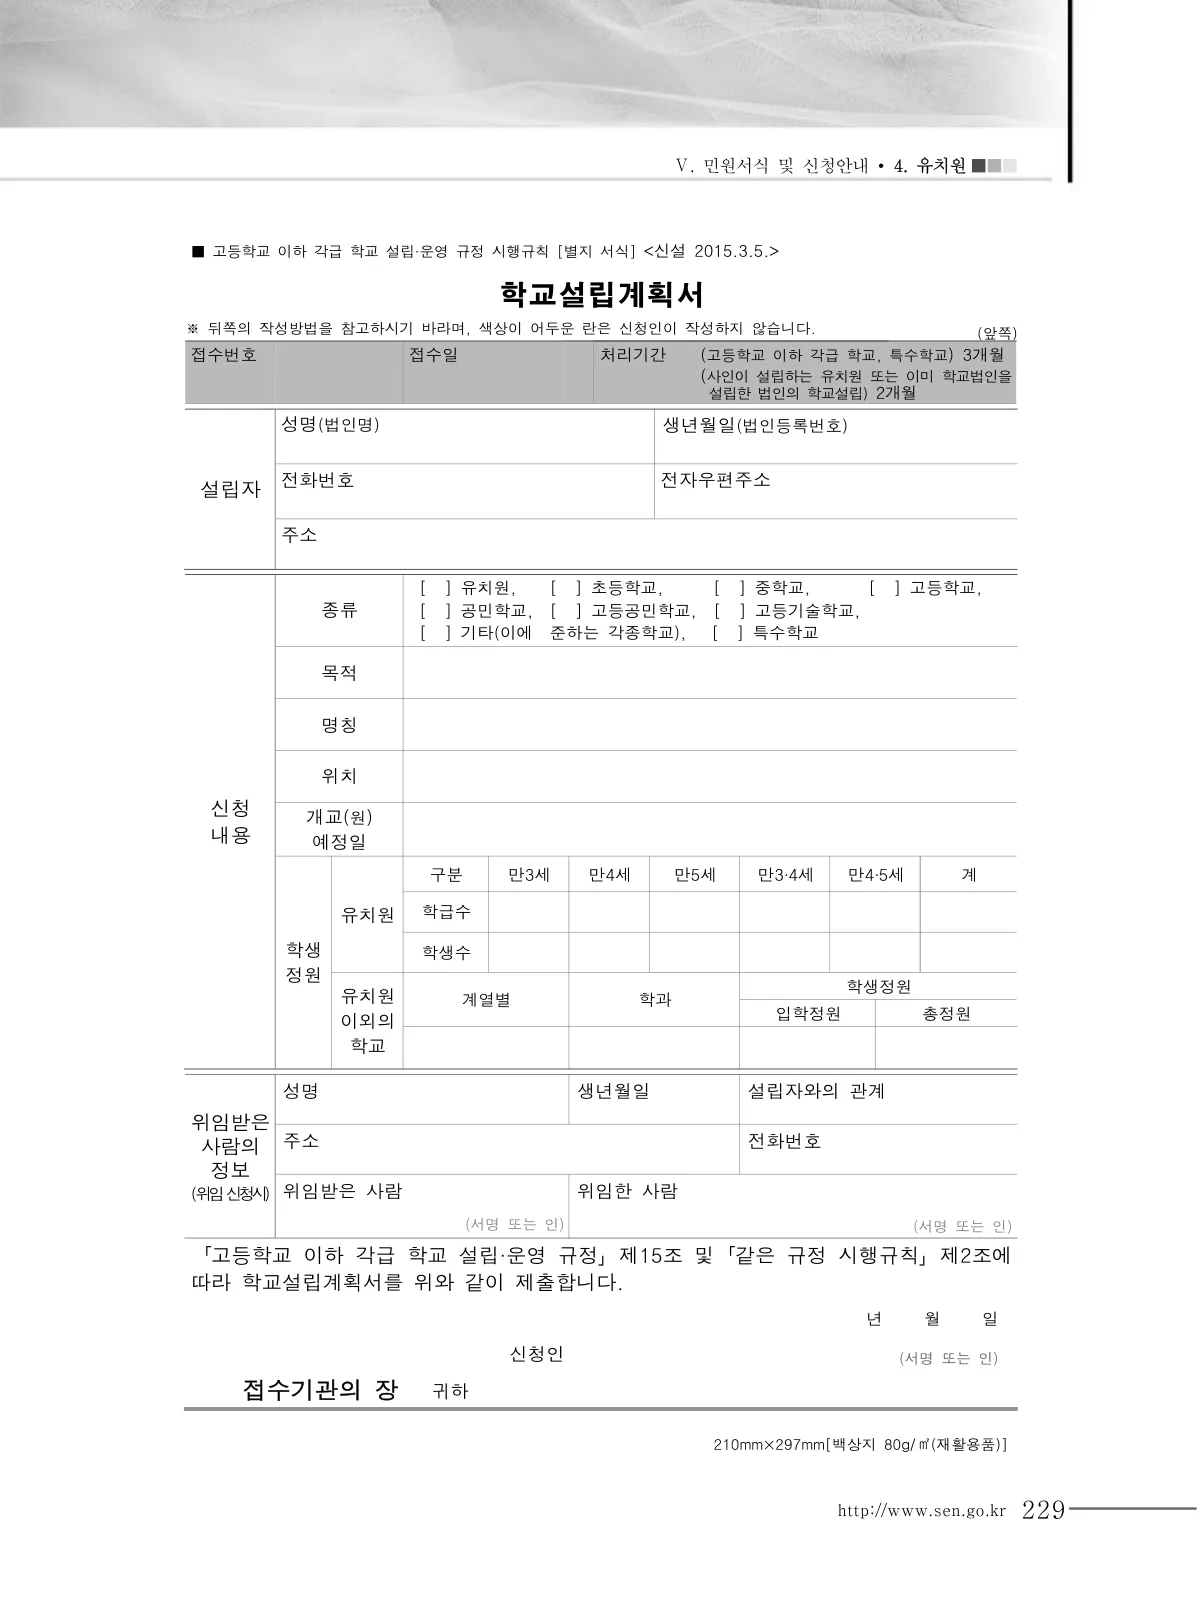 Ⅴ. 민원서식 및 신청안내 • 4. 유치원
■ 고등학교 이하 각급 학교 설립·운영 규정 시행규칙 [별지 서식] <신설 2015.3.5.>
학교설립계획서
※ 뒤쪽의 작성방법을 참고하시기 바라며, 색상이 어두운 란은 신청인이 작성하지 않습니다.
(앞쪽)
접수번호 접수일 처리기간 (고등학교 이하 각급 학교, 특수학교) 3개월
(사인이 설립하는 유치원 또는 이미 학교법인을
설립한 법인의 학교설립) 2개월
설립자
성명(법인명) 생년월일(법인등록번호)
전화번호 전자우편주소
주소
신청
내용
종류
[ ] 유치원, [ ] 초등학교, [ ] 중학교, [ ] 고등학교,
[ ] 공민학교, [ ] 고등공민학교, [ ] 고등기술학교,
[ ] 기타(이에 준하는 각종학교), [ ] 특수학교
목적
명칭
위치
개교(원)
예정일
학생
정원
유치원
구분 만3세 만4세 만5세 만3·4세 만4·5세 계
학급수
학생수
유치원
이외의
학교
계열별 학과 학생정원
입학정원 총정원
위임받은
사람의
정보
(위임 신청시)
성명 생년월일 설립자와의 관계
주소 전화번호
위임받은 사람 위임한 사람
(서명 또는 인) (서명 또는 인)
「고등학교 이하 각급 학교 설립·운영 규정」 제15조 및 「같은 규정 시행규칙」 제2조에
따라 학교설립계획서를 위와 같이 제출합니다.
년 월 일
신청인 (서명 또는 인)
접수기관의 장 귀하
210mm×297mm[백상지 80g/㎡(재활용품)]
http://www.sen.go.kr 229